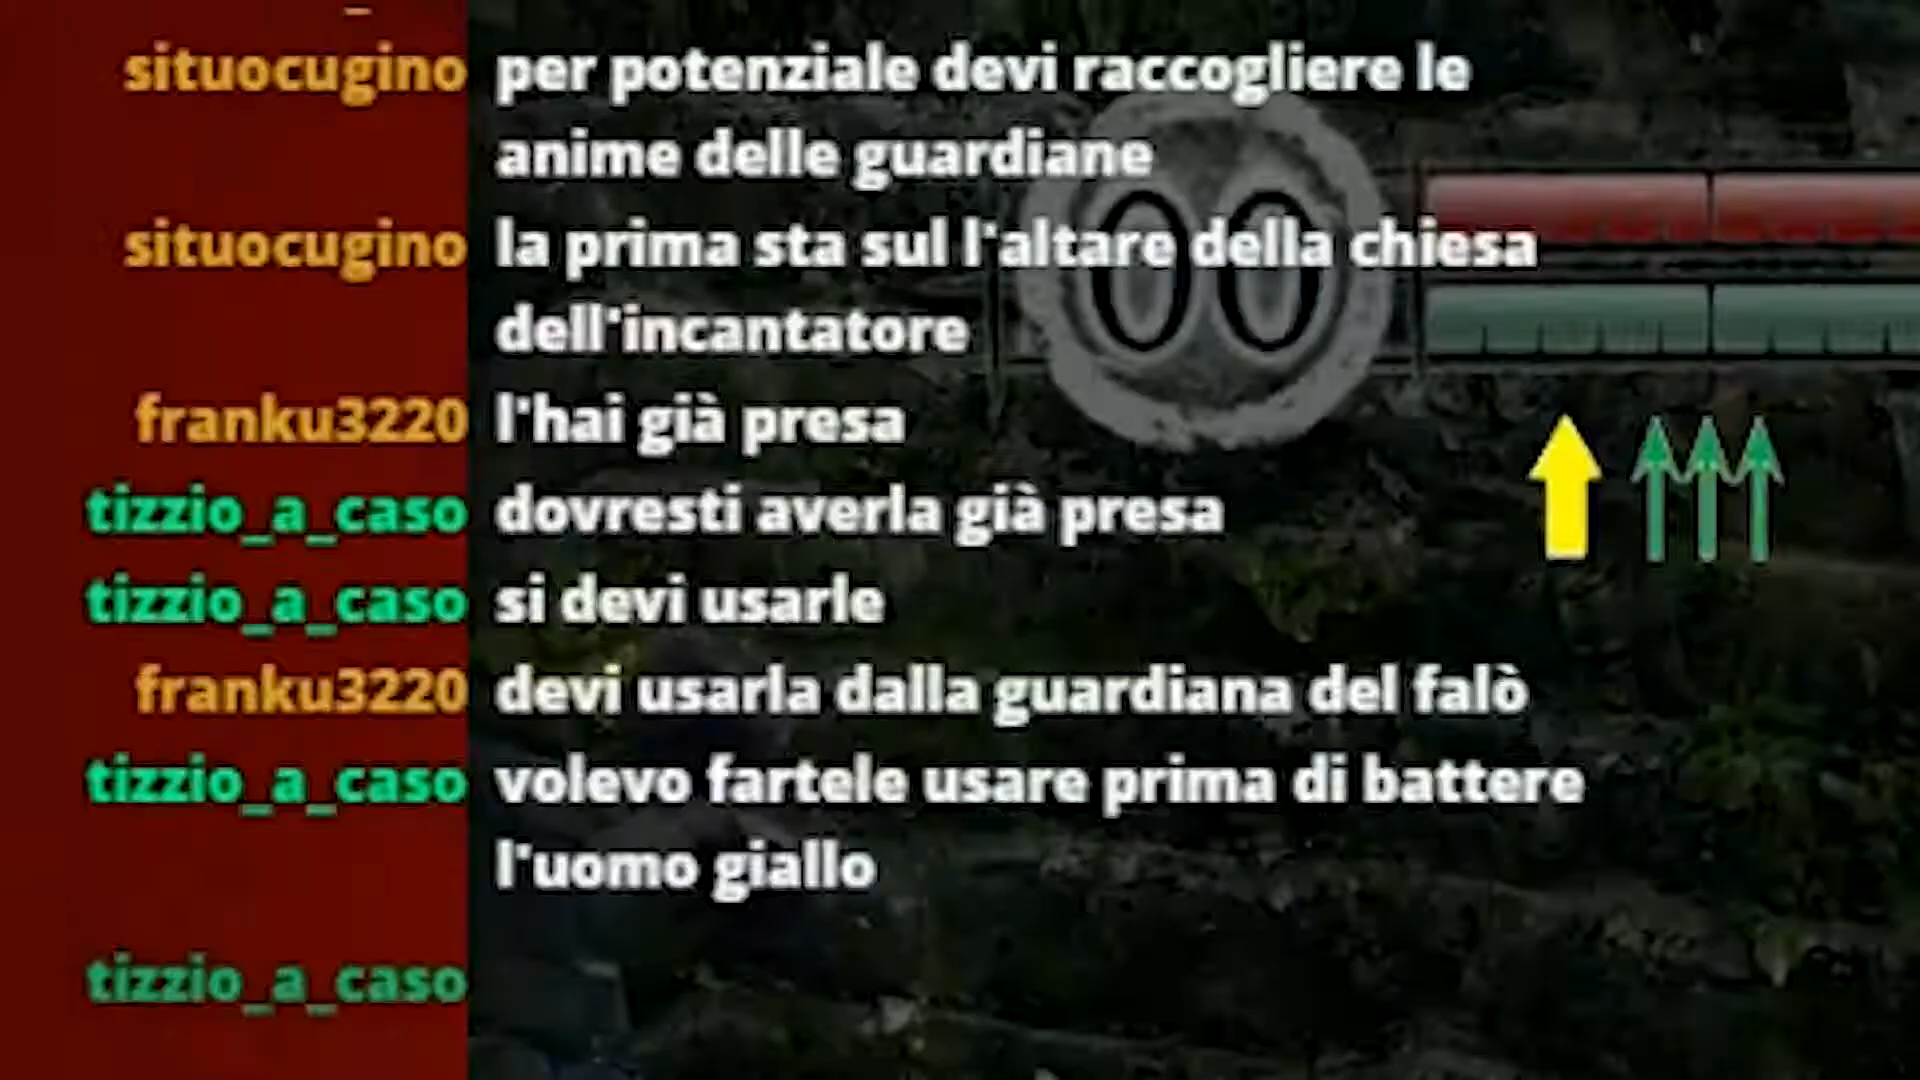 situocugino per potenziale devi raccogliere le
anime delle guardiane
situocugino la prima sta sul l'altare della chiesa
dell'incantatore
franku3220 l'hai già presa
tizzio_a_caso dovresti averla già presa
tizzio_a_caso si devi usarle
franku3220 devi usarla dalla guardiana del falò
tizzio_a_caso volevo fartele usare prima di battere
l'uomo giallo
tizzio_a_caso
00